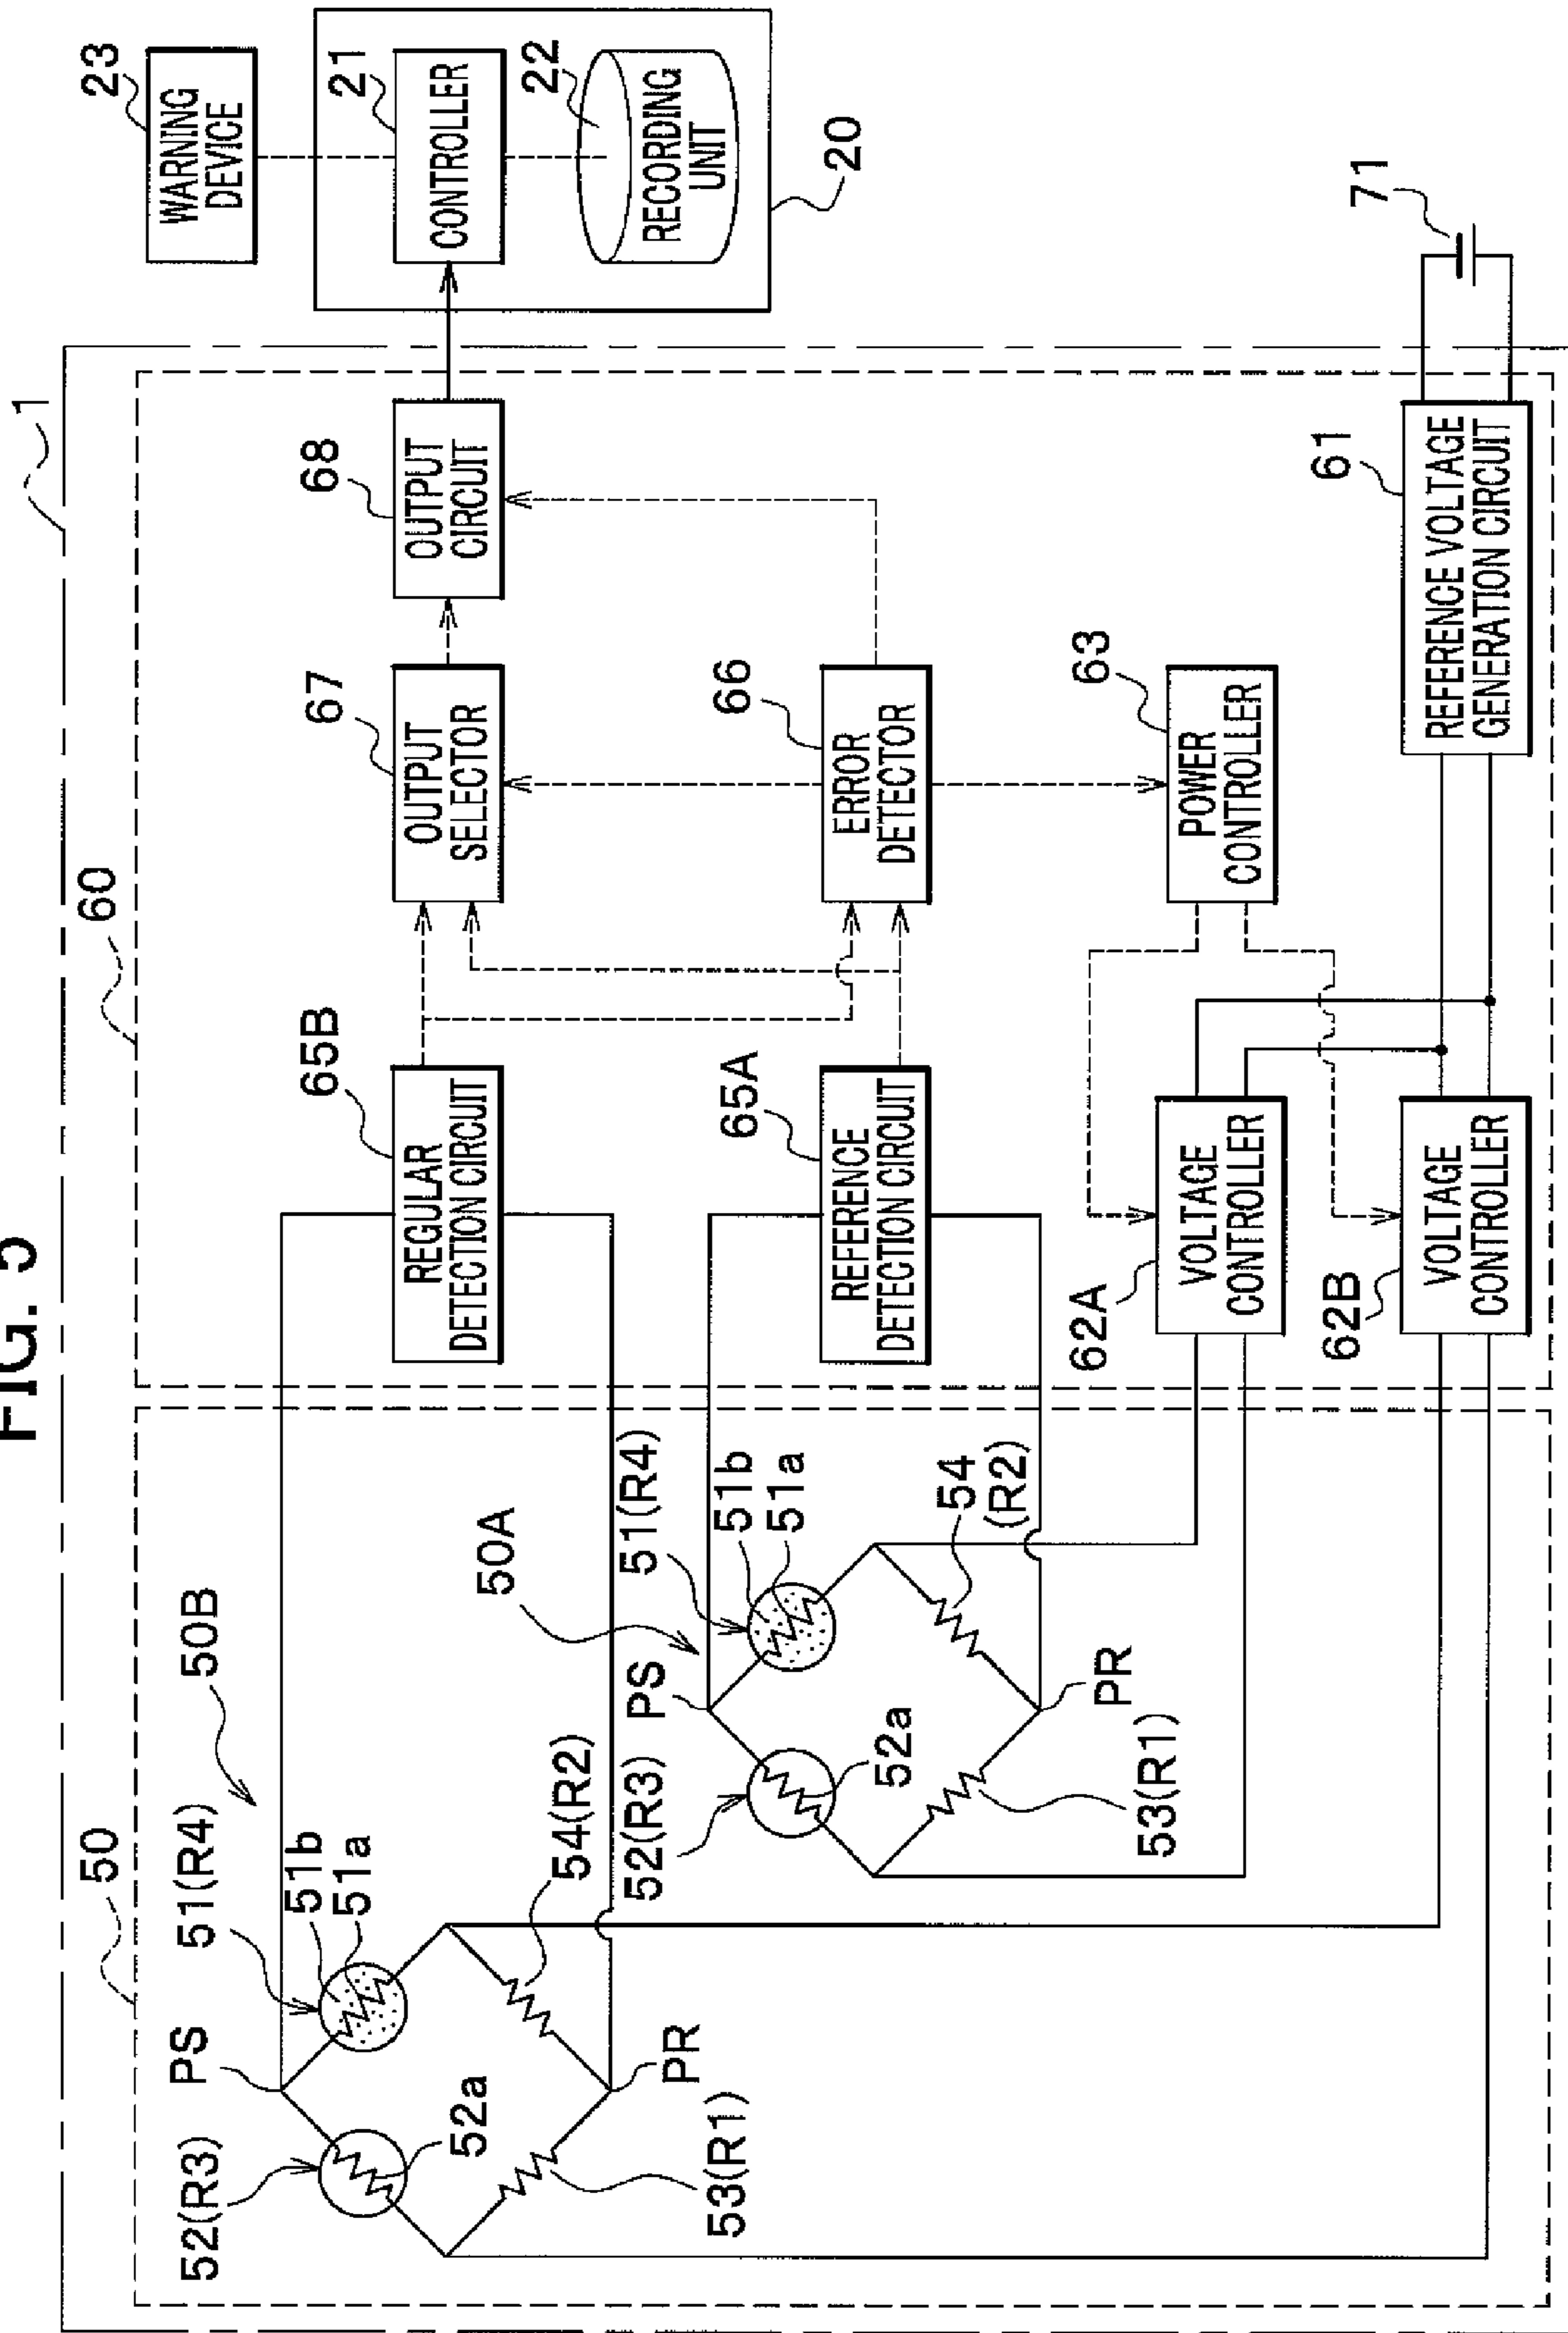 FIG. 5
1
60
50
23
WARNING
DEVICE
21
CONTROLLER
22
RECORDING
UNIT
20
68
OUTPUT
CIRCUIT
67
OUTPUT
SELECTOR
66
ERROR
DETECTOR
63
POWER
CONTROLLER
61
REFERENCE VOLTAGE
GENERATION CIRCUIT
71
65B
REGULAR
DETECTION CIRCUIT
65A
REFERENCE
DETECTION CIRCUIT
62A
VOLTAGE
CONTROLLER
62B
VOLTAGE
CONTROLLER
50B
51(R4)
51b
51a
PS
52(R3)
52a
54(R2)
PR
53(R1)
50A
51(R4)
51b
51a
PS
52(R3)
52a
54
(R2)
PR
53(R1)